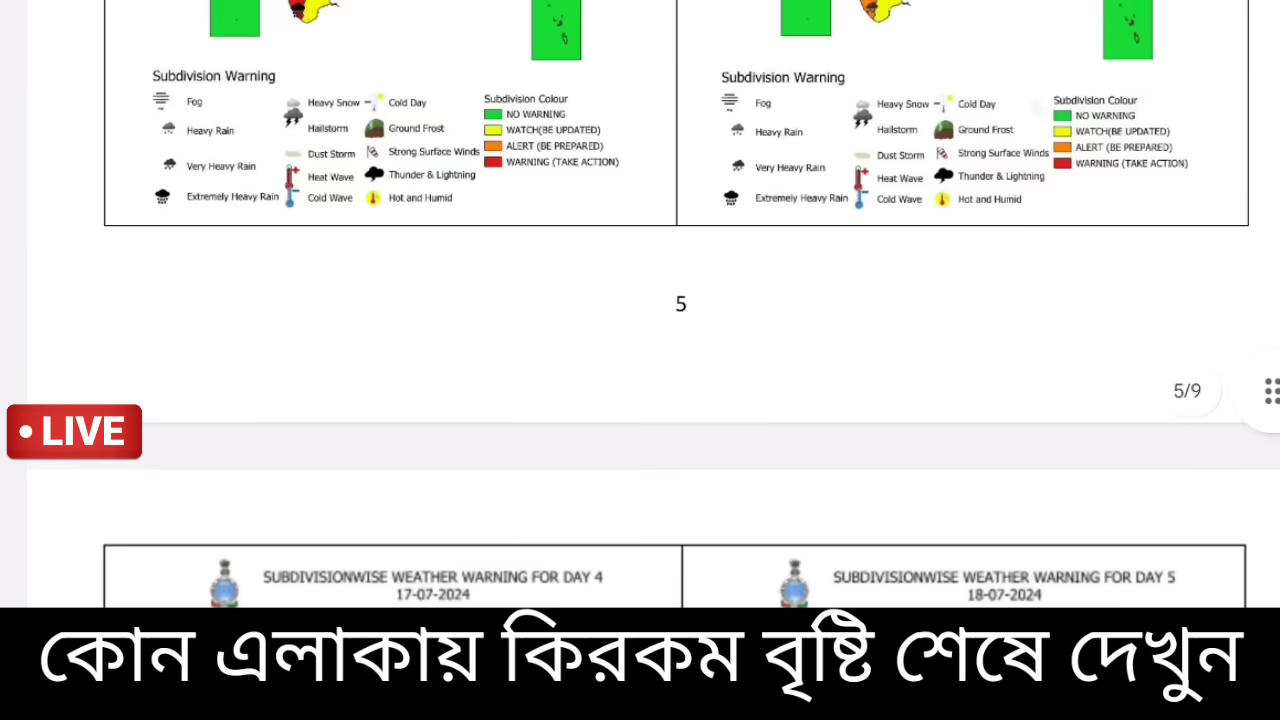 Subdivision Warning
Fog
Heavy Rain
Very Heavy Rain
Extremely Heavy Rain
Heavy Snow
Hailstorm
Dust Storm
Heat Wave
Cold Wave
Cold Day
Ground Frost
Strong Surface Winds
Thunder & Lightning
Hot and Humid
Subdivision Colour
NO WARNING
WATCH(BE UPDATED)
ALERT (BE PREPARED)
WARNING (TAKE ACTION)
Subdivision Warning
Fog
Heavy Rain
Very Heavy Rain
Extremely Heavy Rain
Heavy Snow
Hailstorm
Dust Storm
Heat Wave
Cold Wave
Cold Day
Ground Frost
Strong Surface Winds
Thunder & Lightning
Hot and Humid
Subdivision Colour
NO WARNING
WATCH(BE UPDATED)
ALERT (BE PREPARED)
WARNING (TAKE ACTION)
5
5/9
• LIVE
SUBDIVISIONWISE WEATHER WARNING FOR DAY 4
17-07-2024
SUBDIVISIONWISE WEATHER WARNING FOR DAY 5
18-07-2024
কোন এলাকায় কিরকম বৃষ্টি শেষে দেখুন